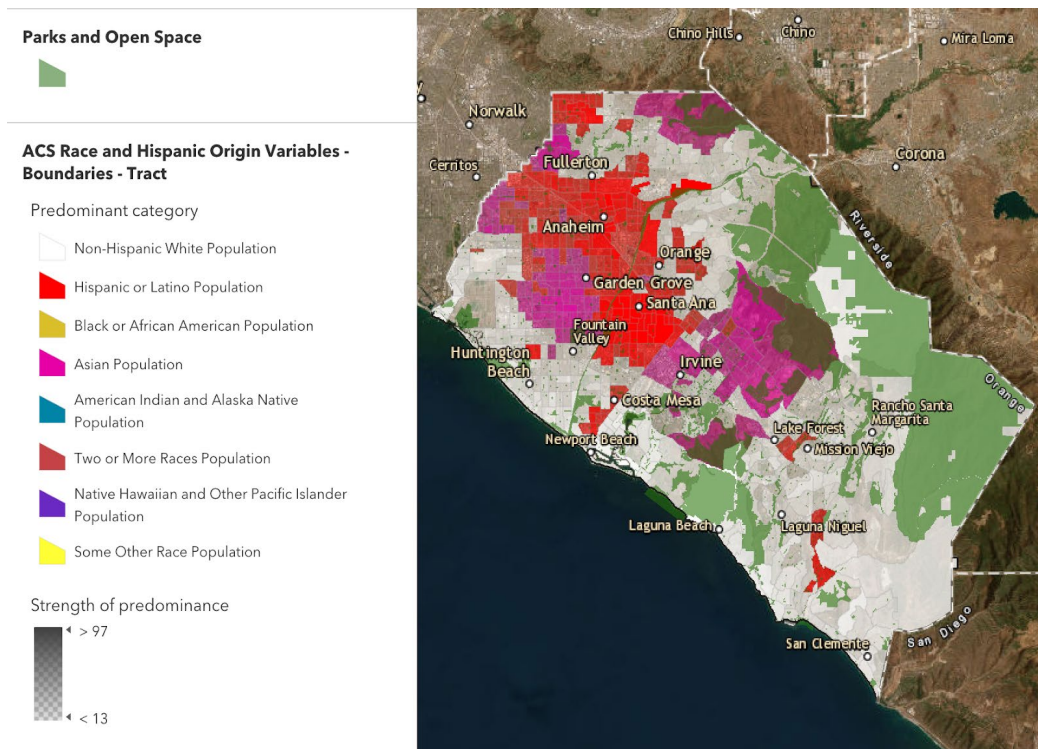 Parks and Open Space
ACS Race and Hispanic Origin Variables -
Boundaries - Tract
Predominant category
Non-Hispanic White Population
Hispanic or Latino Population
Black or African American Population
Asian Population
American Indian and Alaska Native
Population
Two or More Races Population
Native Hawaiian and Other Pacific Islander
Population
Some Other Race Population
Strength of predominance
> 97
< 13
Chino Hills
Chino
Mira Loma
y
Norwalk
Cerritos
Fullerton
Corona
Anaheim
Riverside
Orange
Garden Grove
Santa Ana
Fountain
Valley
Huntington
Beach
Irvine
Orange
Costa Mesa
Rancho Santa
Margarita
Lake Forest
Newport Beach
Mission Viejo
Laguna Beach
Laguna Niguel
San Diego
San Clemente